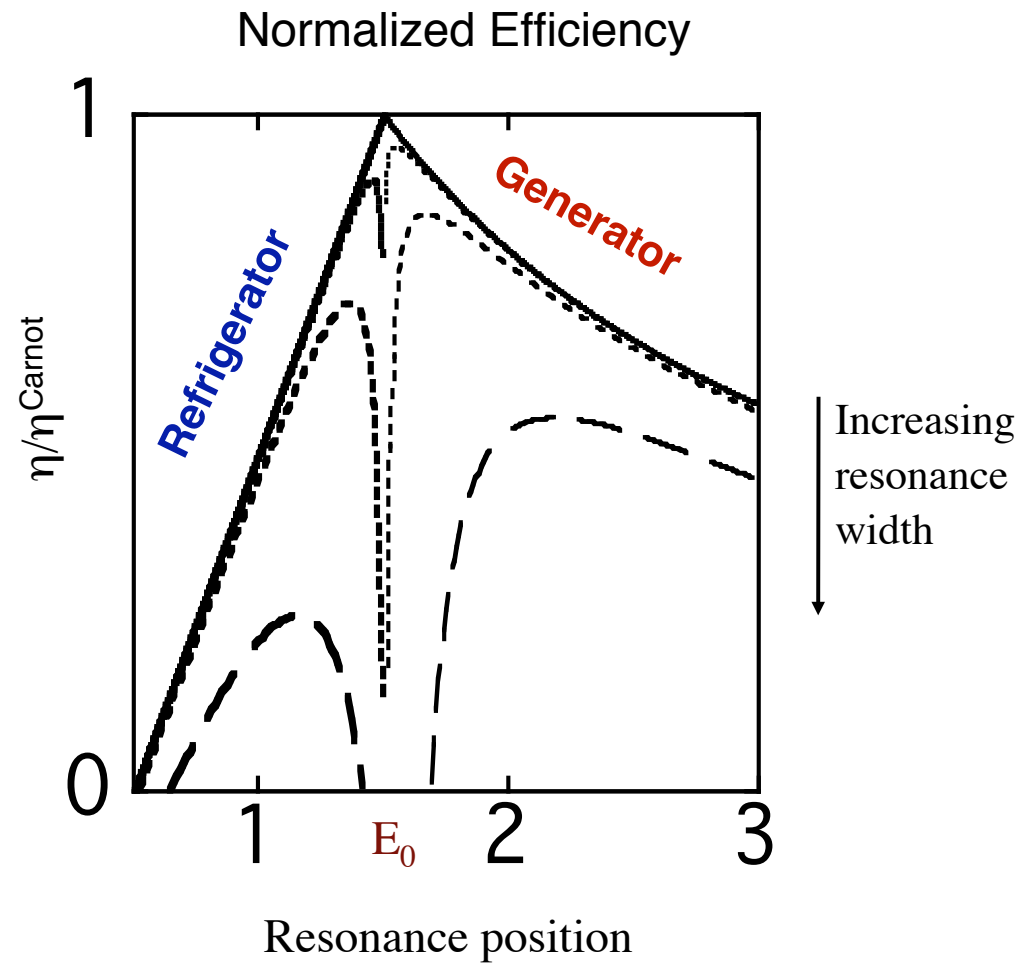 Normalized Efficiency
1
Refrigerator
Generator
η/η^Carnot
Increasing
resonance
width
0
1
E₀
2
3
Resonance position